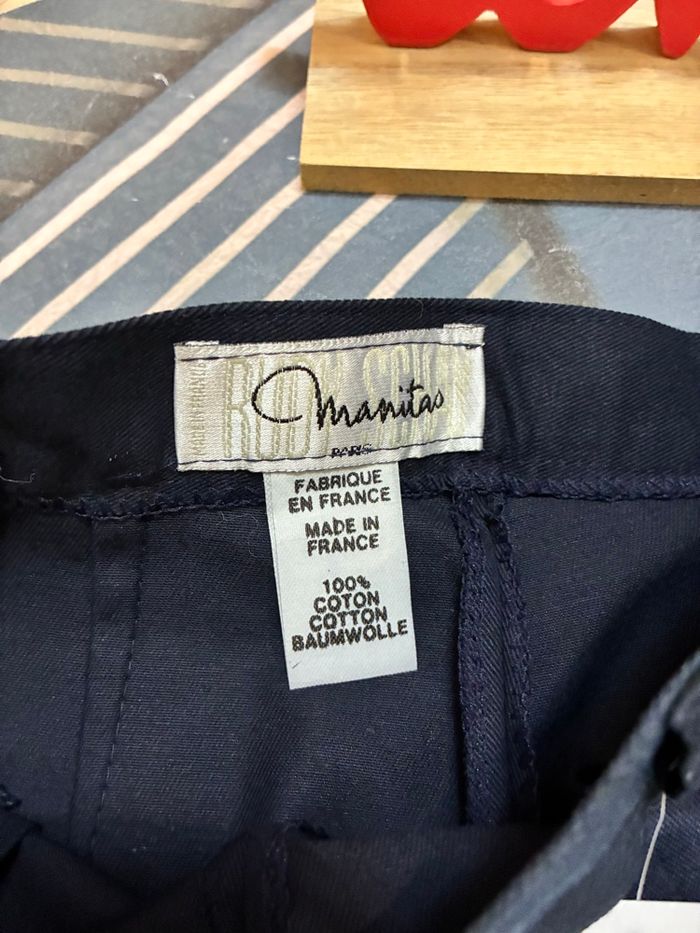 Manitas
PARIS
FABRIQUE
EN FRANCE
MADE IN
FRANCE
100%
COTON
COTTON
BAUMWOLLE